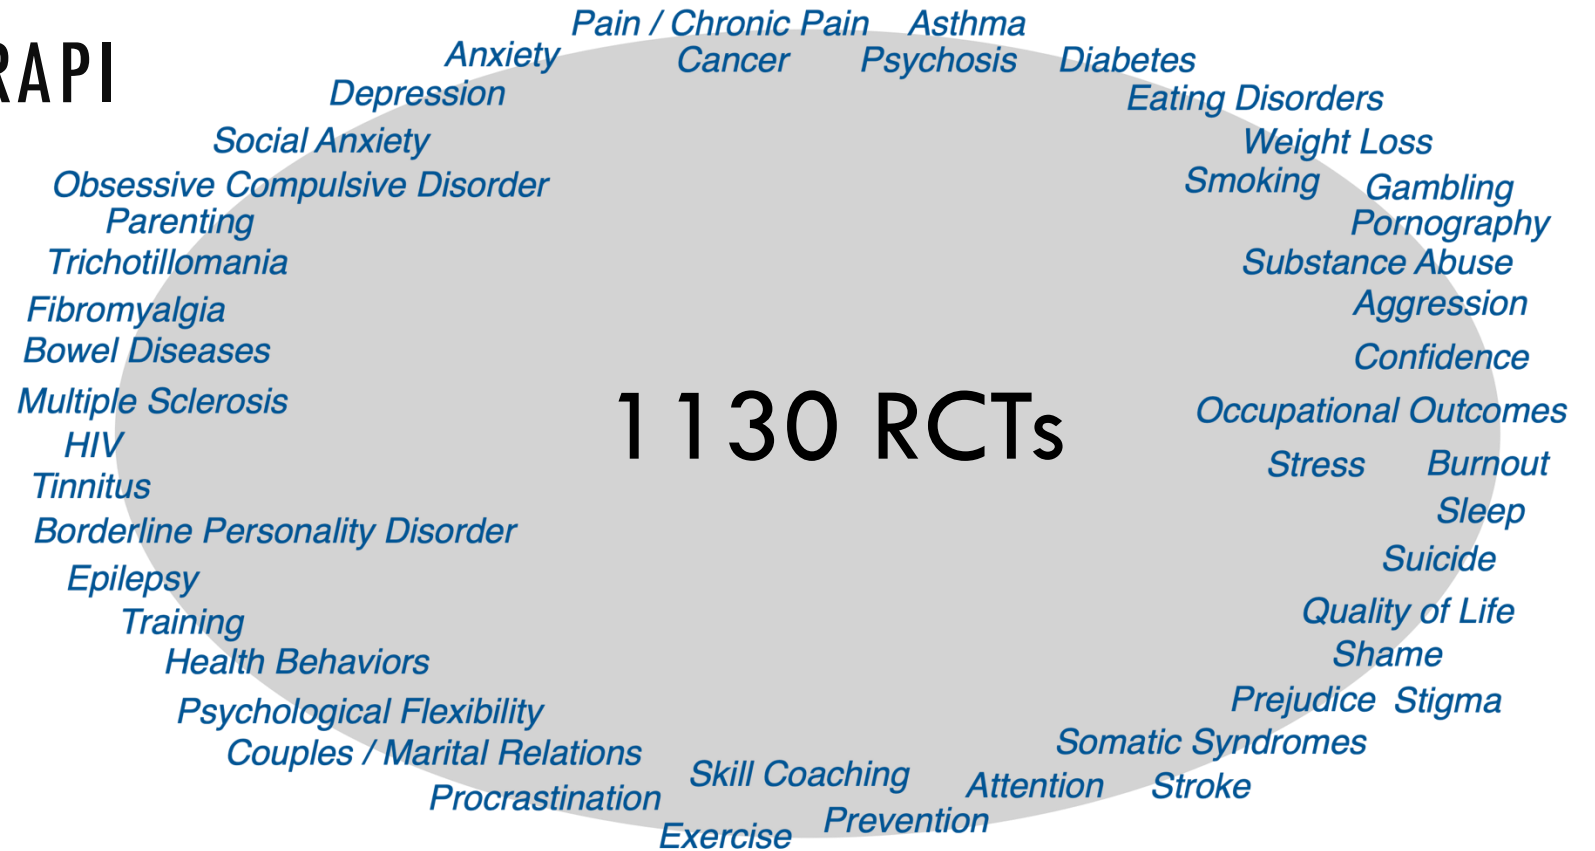 RAPI
Pain / Chronic Pain Asthma
Anxiety Cancer Psychosis Diabetes
Depression Eating Disorders
Social Anxiety Weight Loss
Obsessive Compulsive Disorder Smoking Gambling
Parenting Pornography
Trichotillomania Substance Abuse
Fibromyalgia Aggression
Bowel Diseases Confidence
Multiple Sclerosis 1130 RCTs Occupational Outcomes
HIV Stress Burnout
Tinnitus Sleep
Borderline Personality Disorder Suicide
Epilepsy Quality of Life
Training Shame
Health Behaviors Prejudice Stigma
Psychological Flexibility Somatic Syndromes
Couples / Marital Relations Skill Coaching Attention Stroke
Procrastination Prevention
Exercise